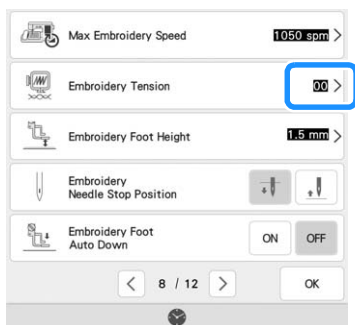 Max Embroidery Speed 1050 spm >
Embroidery Tension 00 >
Embroidery Foot Height 1.5 mm >
Embroidery
Needle Stop Position
Embroidery Foot
Auto Down
ON OFF
< 8 / 12 > OK